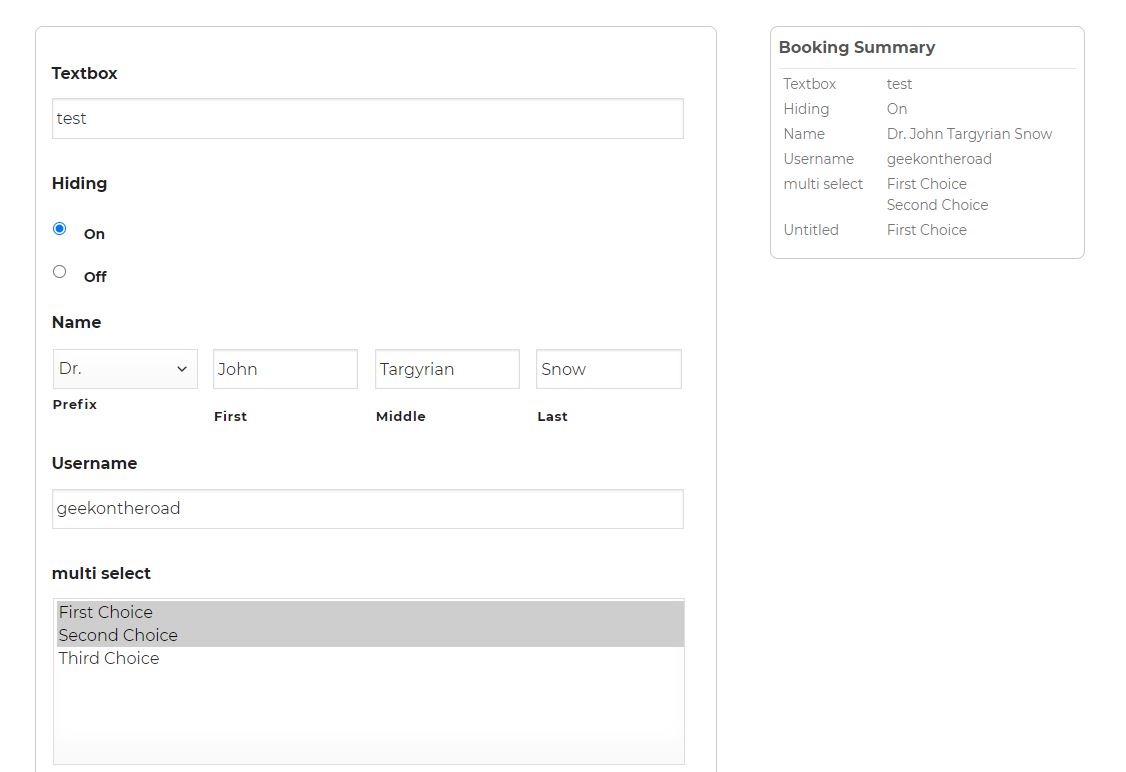 Textbox
test
Hiding
On
Off
Name
Dr. John Targyrian Snow
Prefix First Middle Last
Username
geekontheroad
multi select
First Choice
Second Choice
Third Choice
Booking Summary
Textbox test
Hiding On
Name Dr. John Targyrian Snow
Username geekontheroad
multi select First Choice
Second Choice
Untitled First Choice